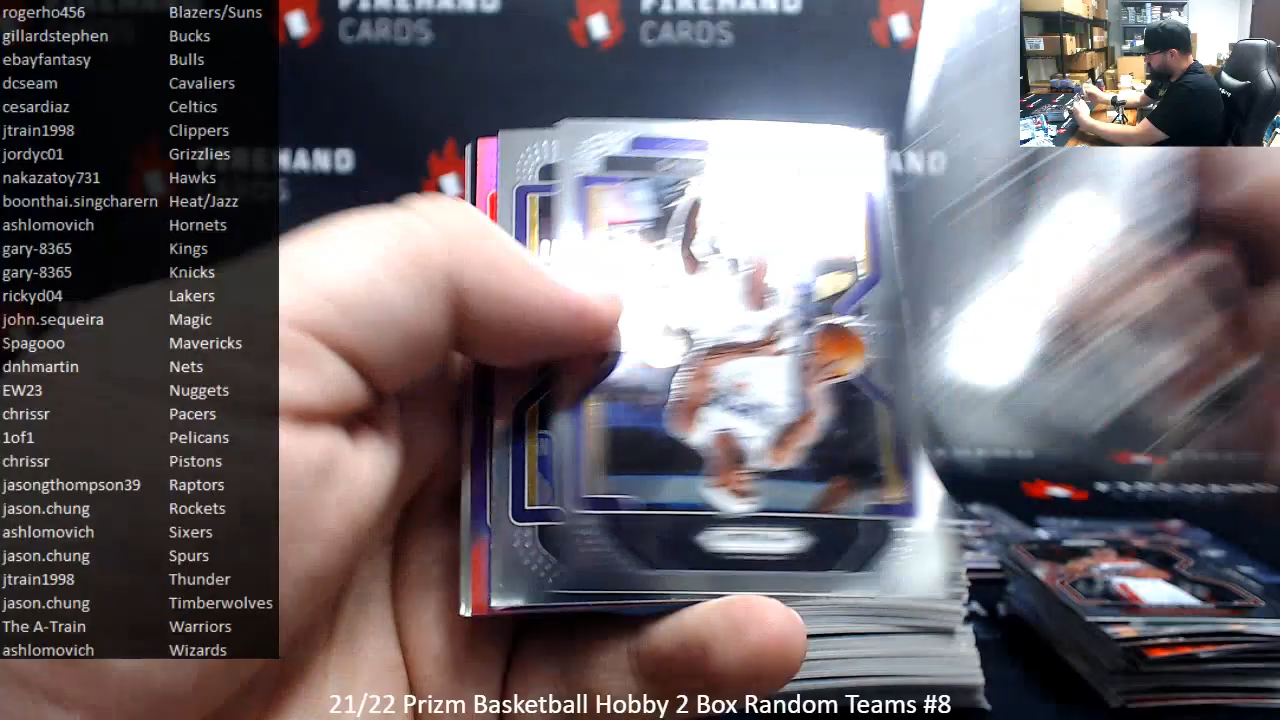 rogerho456 Blazers/Suns
gillardstephen Bucks
ebayfantasy Bulls
dcseam Cavaliers
cesardiaz Celtics
jtrain1998 Clippers
jordyc01 Grizzlies
nakazatoy731 Hawks
boonthai.singcharern Heat/Jazz
ashlomovich Hornets
gary-8365 Kings
gary-8365 Knicks
rickyd04 Lakers
john.sequeira Magic
Spagooo Mavericks
dnhmartin Nets
EW23 Nuggets
chrissr Pacers
1of1 Pelicans
chrissr Pistons
jasongthompson39 Raptors
jason.chung Rockets
ashlomovich Sixers
jason.chung Spurs
jtrain1998 Thunder
jason.chung Timberwolves
The A-Train Warriors
ashlomovich Wizards
FIREHAND FIREHAND
CARDS CARDS
21/22 Prizm Basketball Hobby 2 Box Random Teams #8